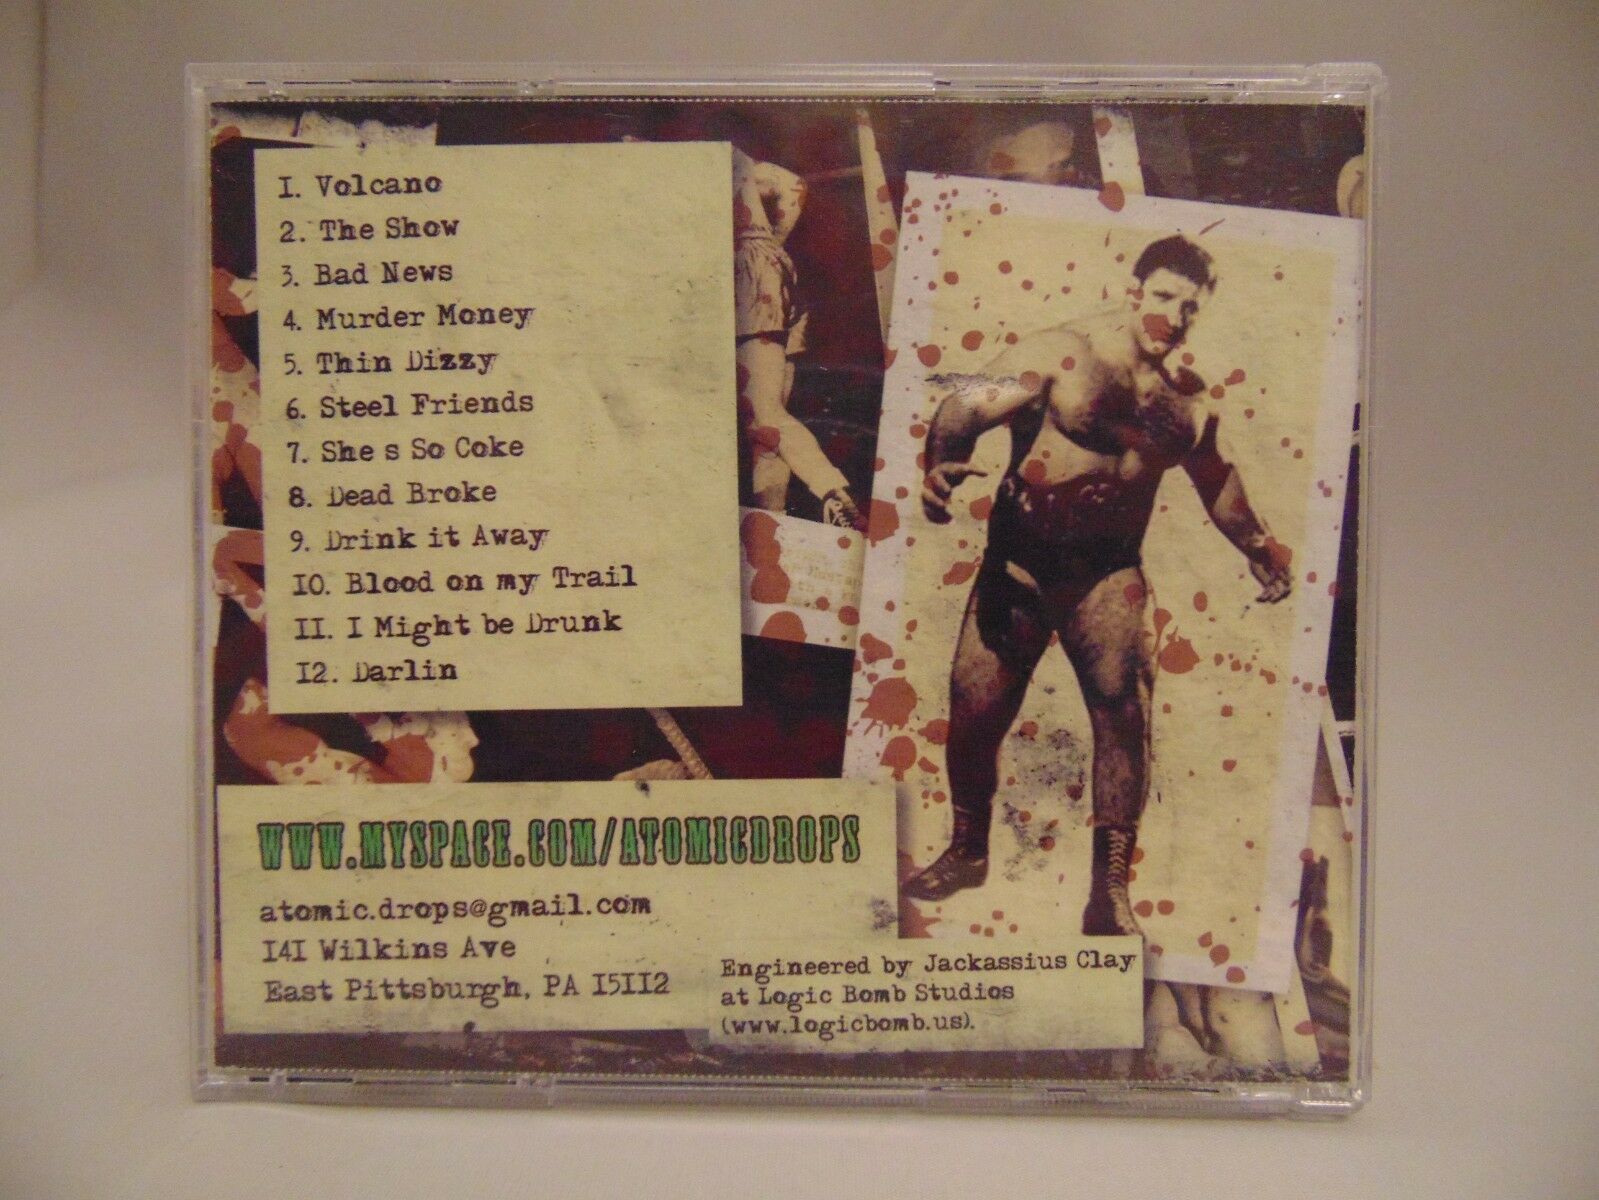 1. Volcano
2. The Show
3. Bad News
4. Murder Money
5. Thin Dizzy
6. Steel Friends
7. She s So Coke
8. Dead Broke
9. Drink it Away
10. Blood on my Trail
11. I Might be Drunk
12. Darlin
WWW.MYSPACE.COM/ATOMICDROPS
atomic.drops@gmail.com
141 Wilkins Ave
East Pittsburgh, PA 15112
Engineered by Jackassius Clay
at Logic Bomb Studios
(www.logicbomb.us).